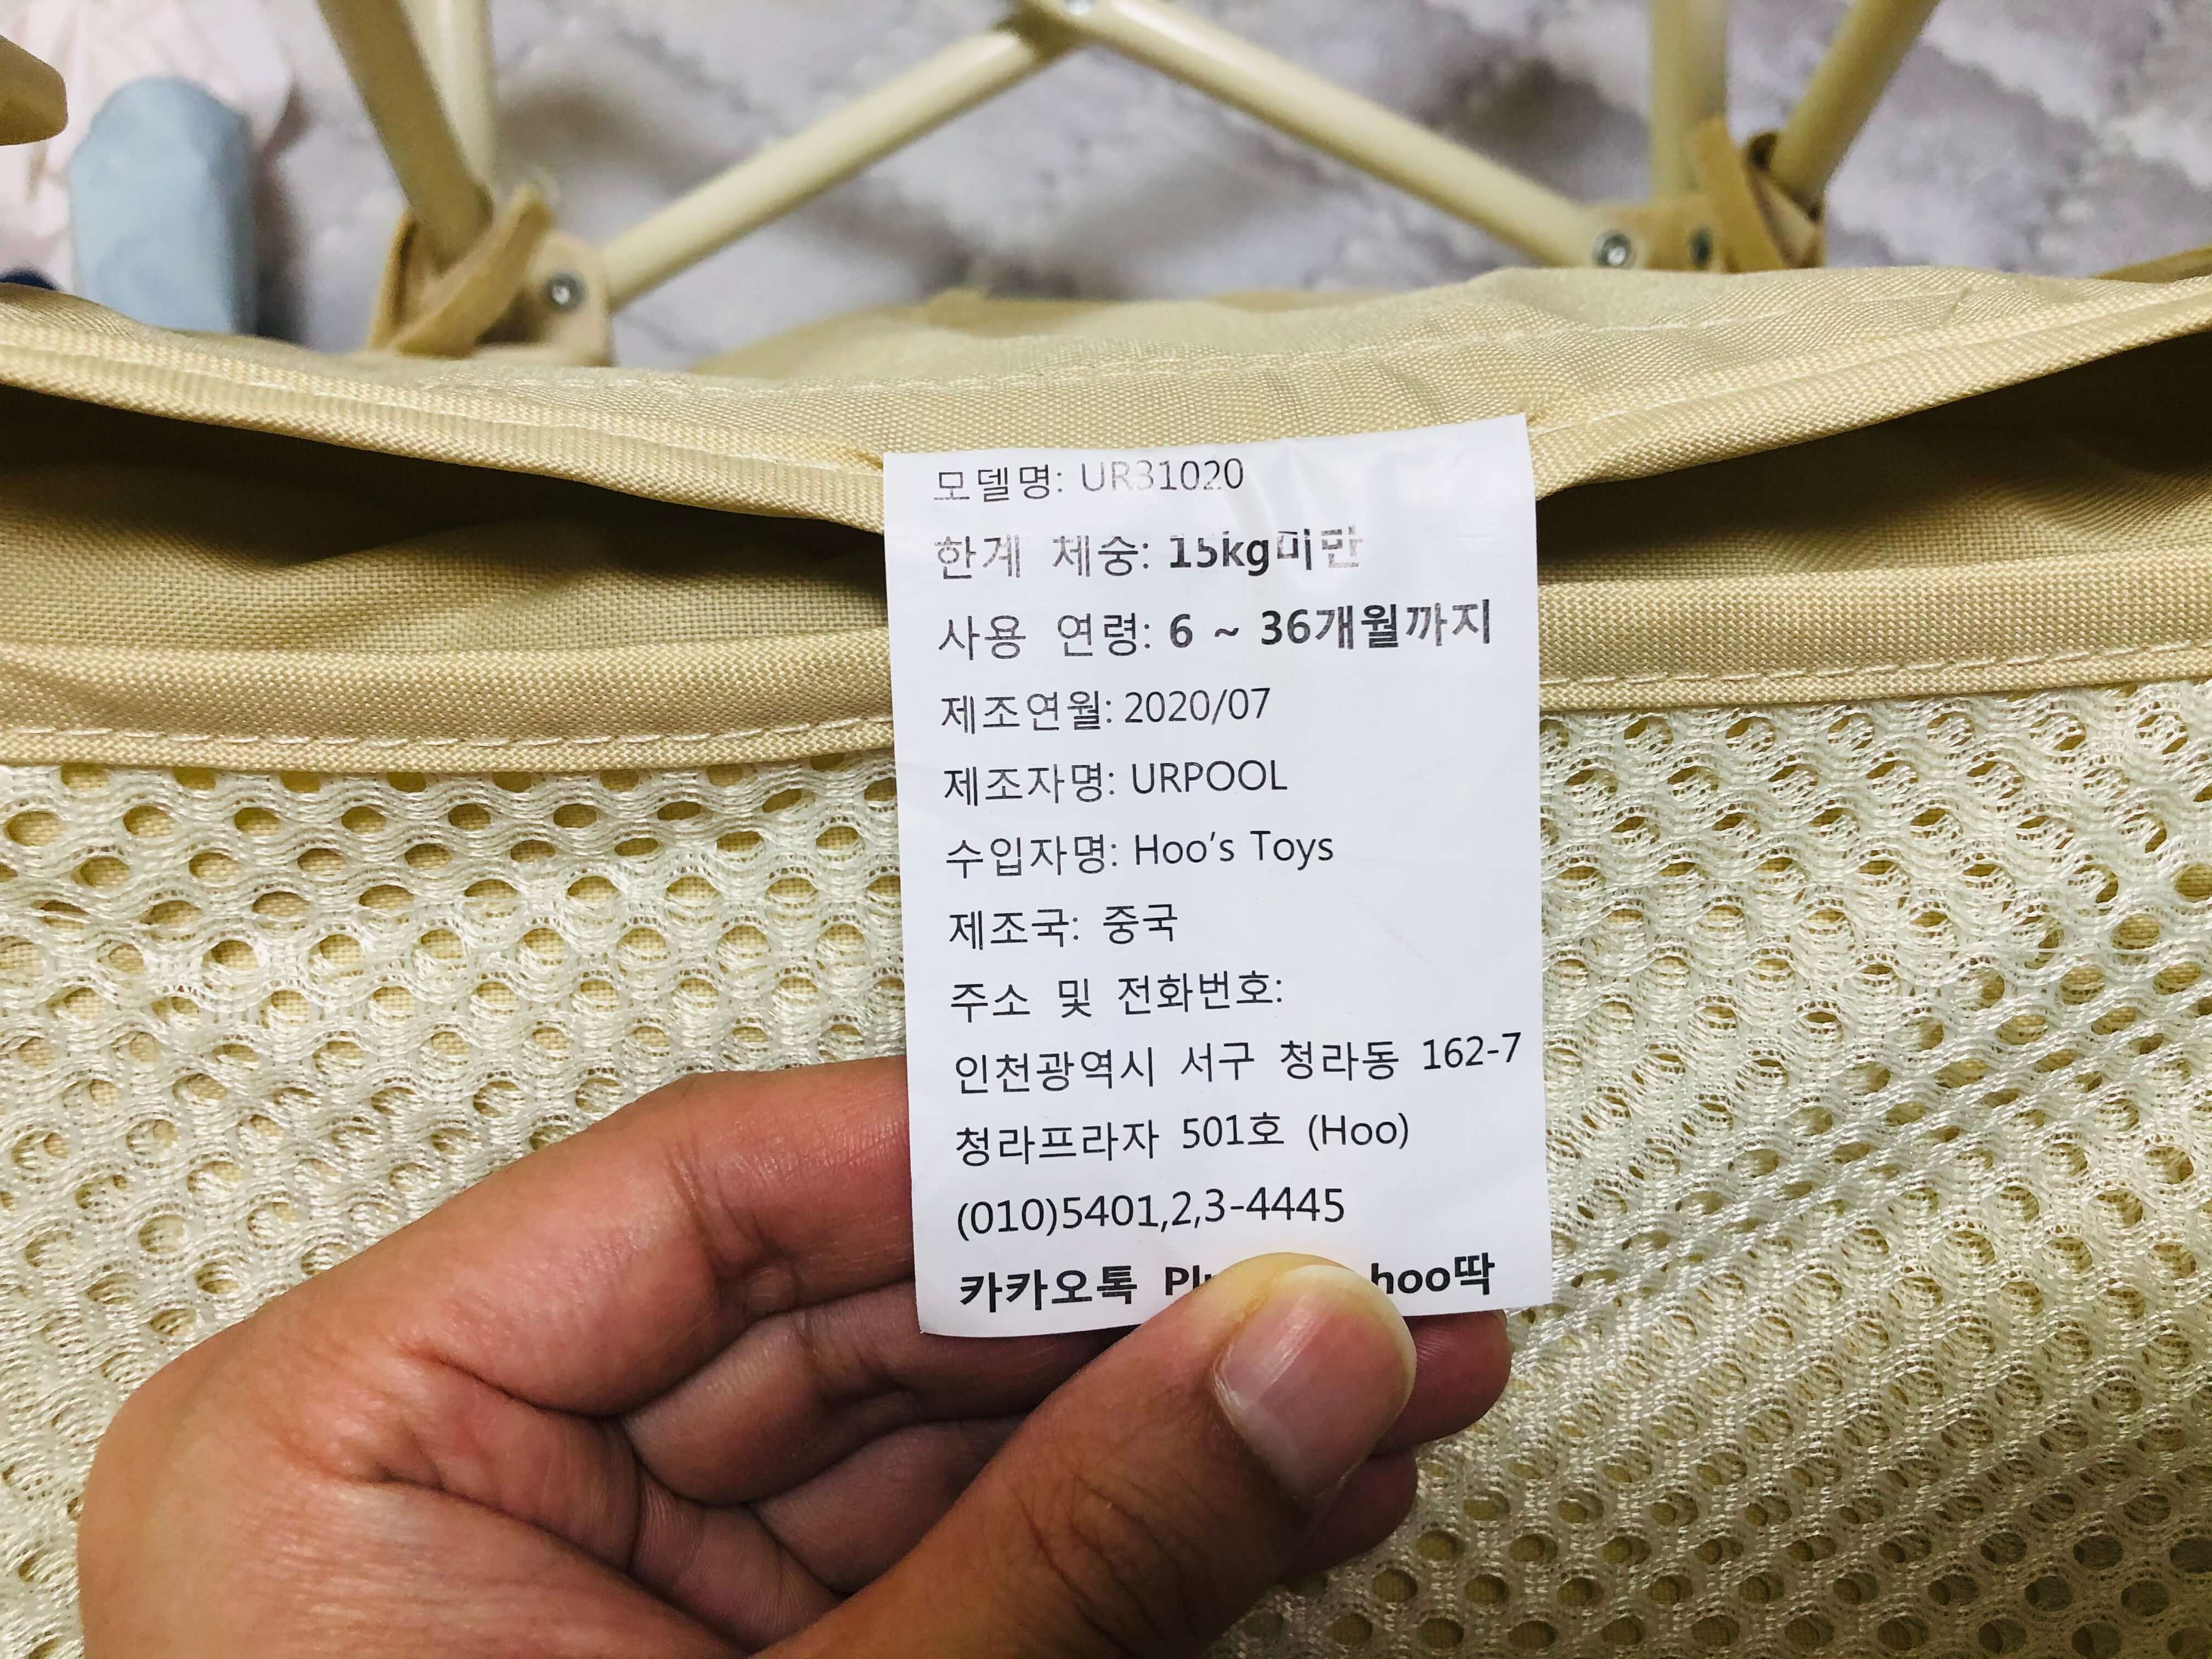 모델명: UR31020
한계 체중: 15kg미만
사용 연령: 6 ~ 36개월까지
제조연월: 2020/07
제조자명: URPOOL
수입자명: Hoo's Toys
제조국: 중국
주소 및 전화번호:
인천광역시 서구 청라동 162-7
청라프라자 501호 (Hoo)
(010)5401,2,3-4445
카카오톡 hoo딱